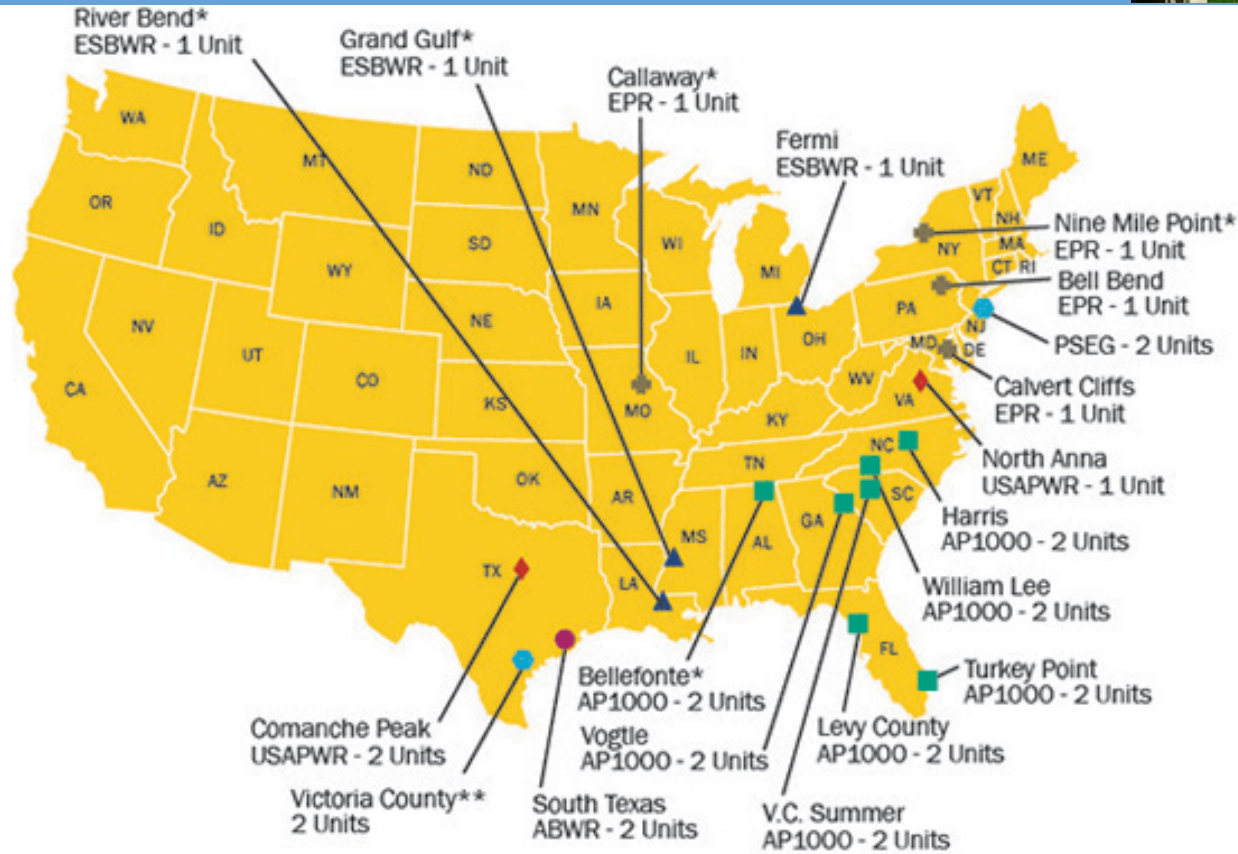 River Bend*
ESBWR - 1 Unit
Grand Gulf*
ESBWR - 1 Unit
Callaway*
EPR - 1 Unit
Fermi
ESBWR - 1 Unit
Nine Mile Point*
EPR - 1 Unit
Bell Bend
EPR - 1 Unit
PSEG - 2 Units
Calvert Cliffs
EPR - 1 Unit
North Anna
USAPWR - 1 Unit
Harris
AP1000 - 2 Units
William Lee
AP1000 - 2 Units
Turkey Point
AP1000 - 2 Units
Levy County
AP1000 - 2 Units
V.C. Summer
AP1000 - 2 Units
Vogtle
AP1000 - 2 Units
Bellefonte*
AP1000 - 2 Units
South Texas
ABWR - 2 Units
Victoria County**
2 Units
Comanche Peak
USAPWR - 2 Units
WA
OR
CA
NV
ID
MT
WY
UT
AZ
CO
NM
ND
SD
NE
KS
OK
TX
MN
IA
MO
AR
LA
WI
IL
MS
MI
IN
KY
TN
AL
OH
WV
VA
NC
SC
GA
FL
PA
NY
VT
NH
ME
MA
CT
RI
NJ
MD
DE